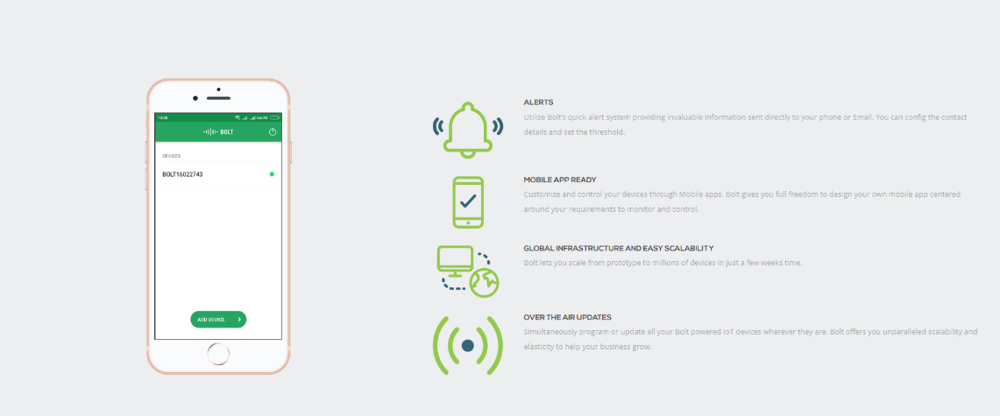 VoLTE
BOLT
DEVICES
BOLT16022743
ADD DEVICE
ALERTS
Utilize Bolt's quick alert system providing invaluable information sent directly to your phone or Email. You can config the contact
details and set the threshold.
MOBILE APP READY
Customize and control your devices through Mobile apps. Bolt gives you full freedom to design your own mobile app centered
around your requirements to monitor and control.
GLOBAL INFRASTRUCTURE AND EASY SCALABILITY
Bolt lets you scale from prototype to millions of devices in just a few weeks time.
OVER THE AIR UPDATES
Simultaneously program or update all your Bolt powered IoT devices wherever they are. Bolt offers you unparalleled scalability and
elasticity to help your business grow.